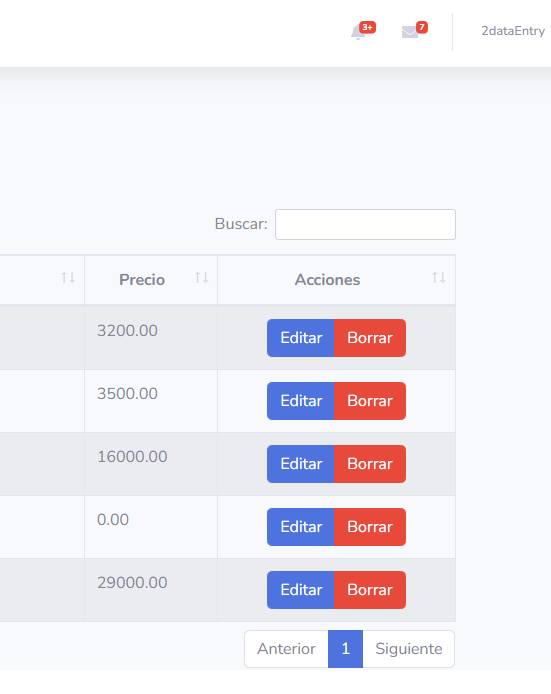 3+ 7 2dataEntry
Buscar:
Precio Acciones
3200.00 Editar Borrar
3500.00 Editar Borrar
16000.00 Editar Borrar
0.00 Editar Borrar
29000.00 Editar Borrar
Anterior 1 Siguiente